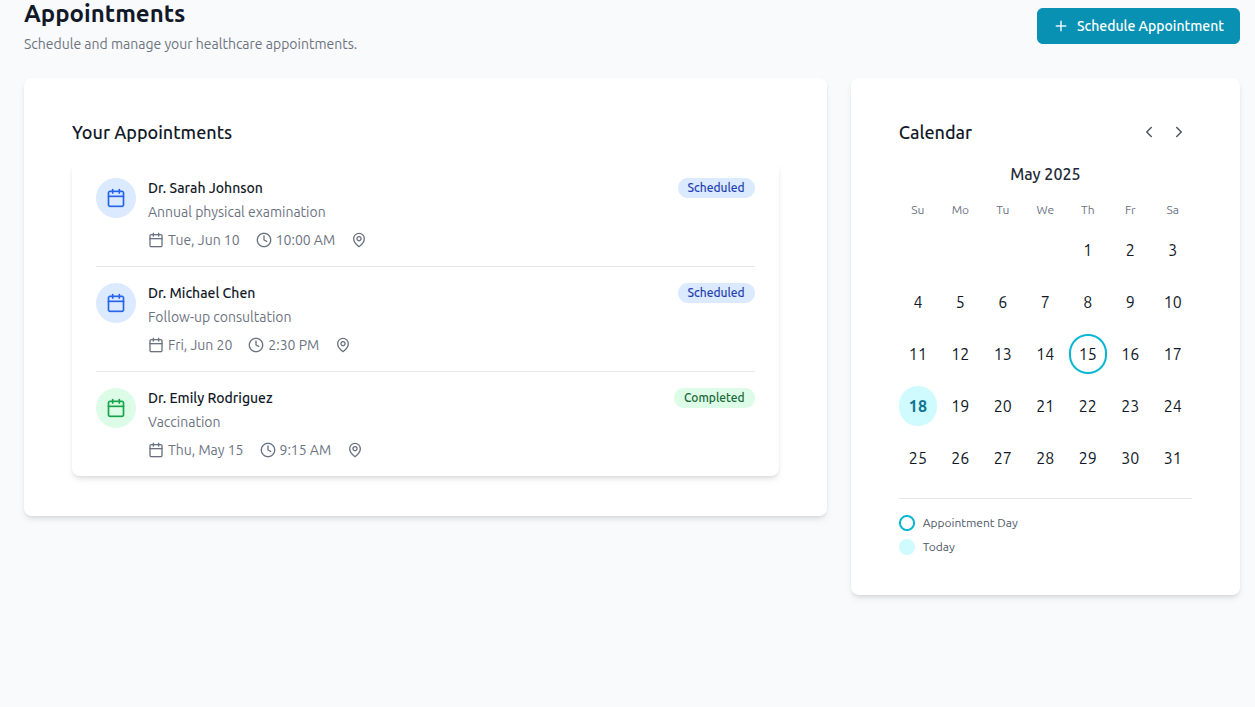 Appointments
Schedule and manage your healthcare appointments.
+ Schedule Appointment
Your Appointments
Dr. Sarah Johnson
Scheduled
Annual physical examination
Tue, Jun 10 10:00 AM
Dr. Michael Chen
Scheduled
Follow-up consultation
Fri, Jun 20 2:30 PM
Dr. Emily Rodriguez
Completed
Vaccination
Thu, May 15 9:15 AM
Calendar
May 2025
Su Mo Tu We Th Fr Sa
1 2 3
4 5 6 7 8 9 10
11 12 13 14 15 16 17
18 19 20 21 22 23 24
25 26 27 28 29 30 31
Appointment Day
Today